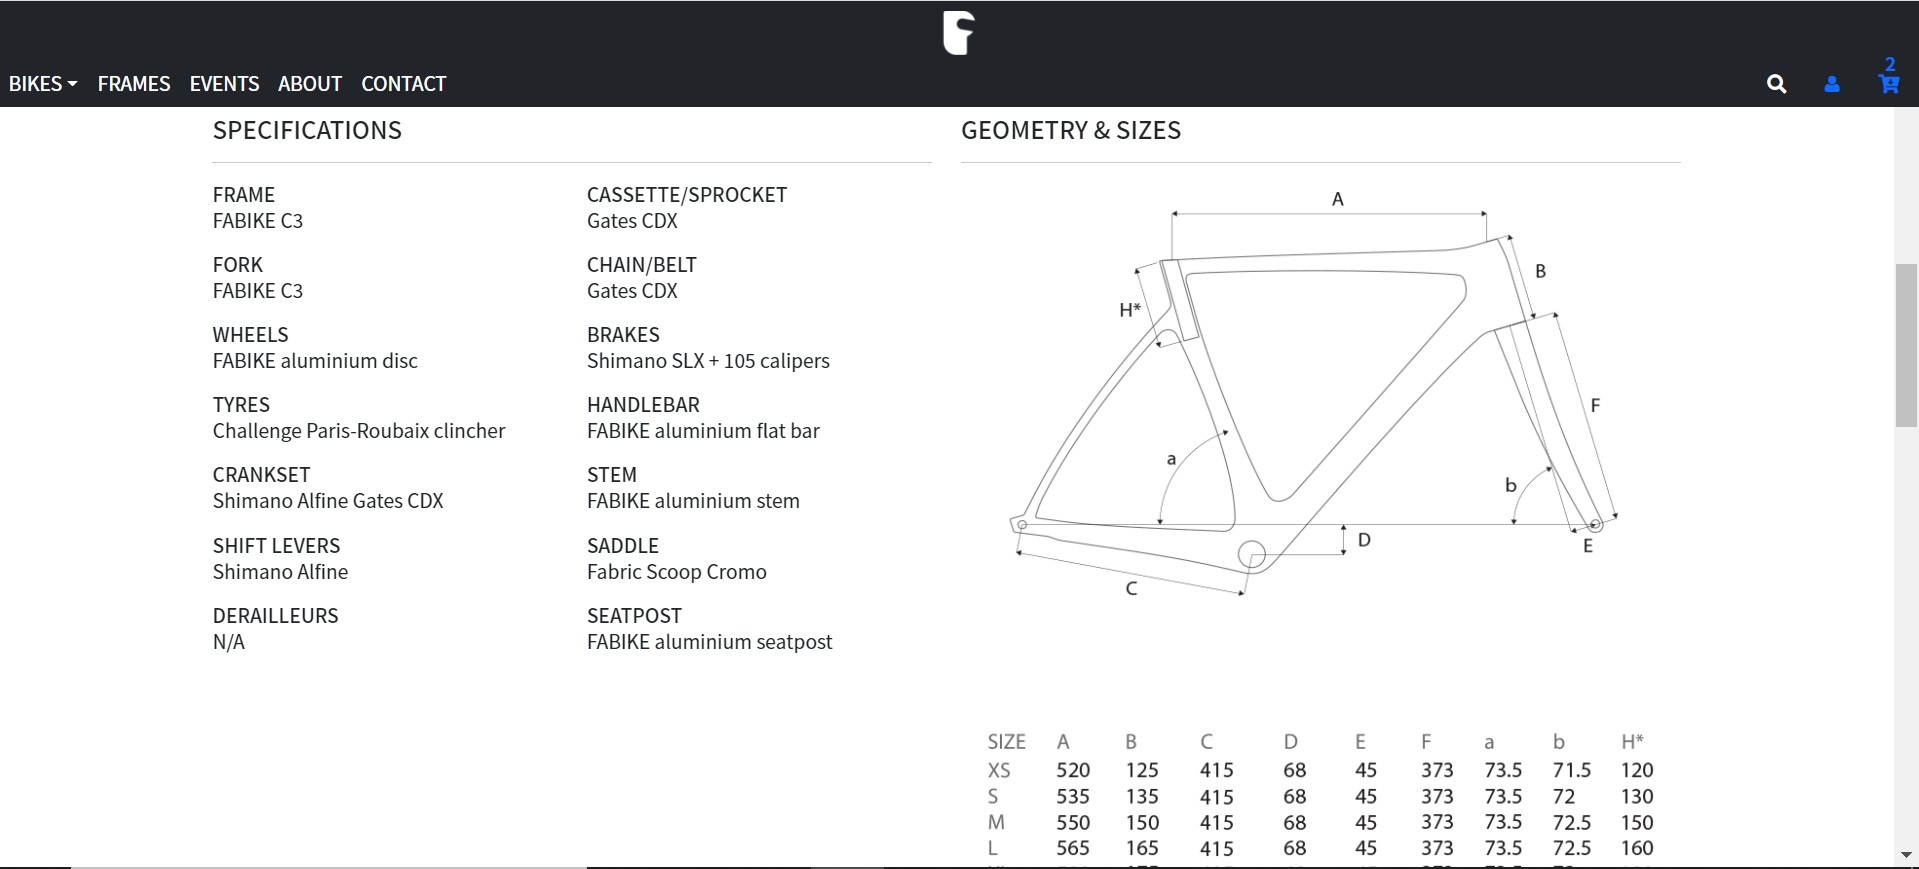 2
BIKES FRAMES EVENTS ABOUT CONTACT
SPECIFICATIONS
FRAME
FABIKE C3
FORK
FABIKE C3
WHEELS
FABIKE aluminium disc
TYRES
Challenge Paris-Roubaix clincher
CRANKSET
Shimano Alfine Gates CDX
SHIFT LEVERS
Shimano Alfine
DERAILLEURS
N/A
CASSETTE/SPROCKET
Gates CDX
CHAIN/BELT
Gates CDX
BRAKES
Shimano SLX + 105 calipers
HANDLEBAR
FABIKE aluminium flat bar
STEM
FABIKE aluminium stem
SADDLE
Fabric Scoop Cromo
SEATPOST
FABIKE aluminium seatpost
GEOMETRY & SIZES
A
B
H*
F
a
b
D
E
C
SIZE A B C D E F a b H*
XS 520 125 415 68 45 373 73.5 71.5 120
S 535 135 415 68 45 373 73.5 72 130
M 550 150 415 68 45 373 73.5 72.5 150
L 565 165 415 68 45 373 73.5 72.5 160